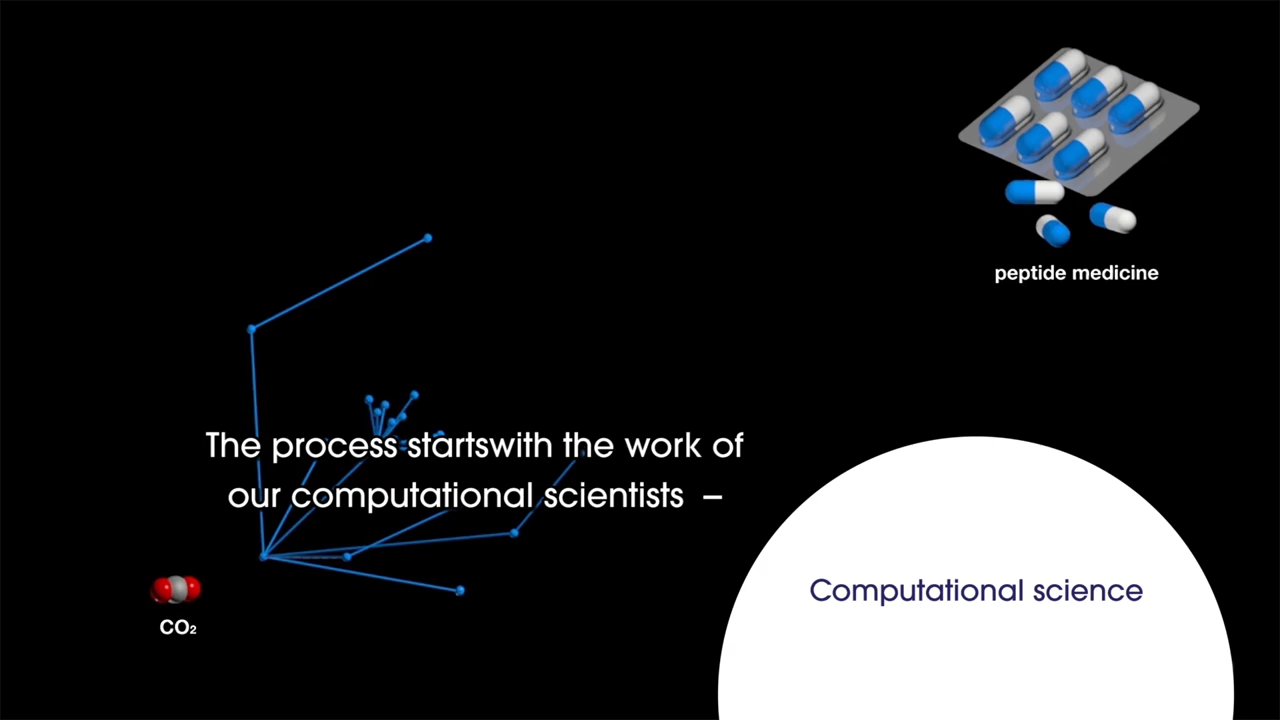 peptide medicine
The process startswith the work of
our computational scientists –
Computational science
CO₂